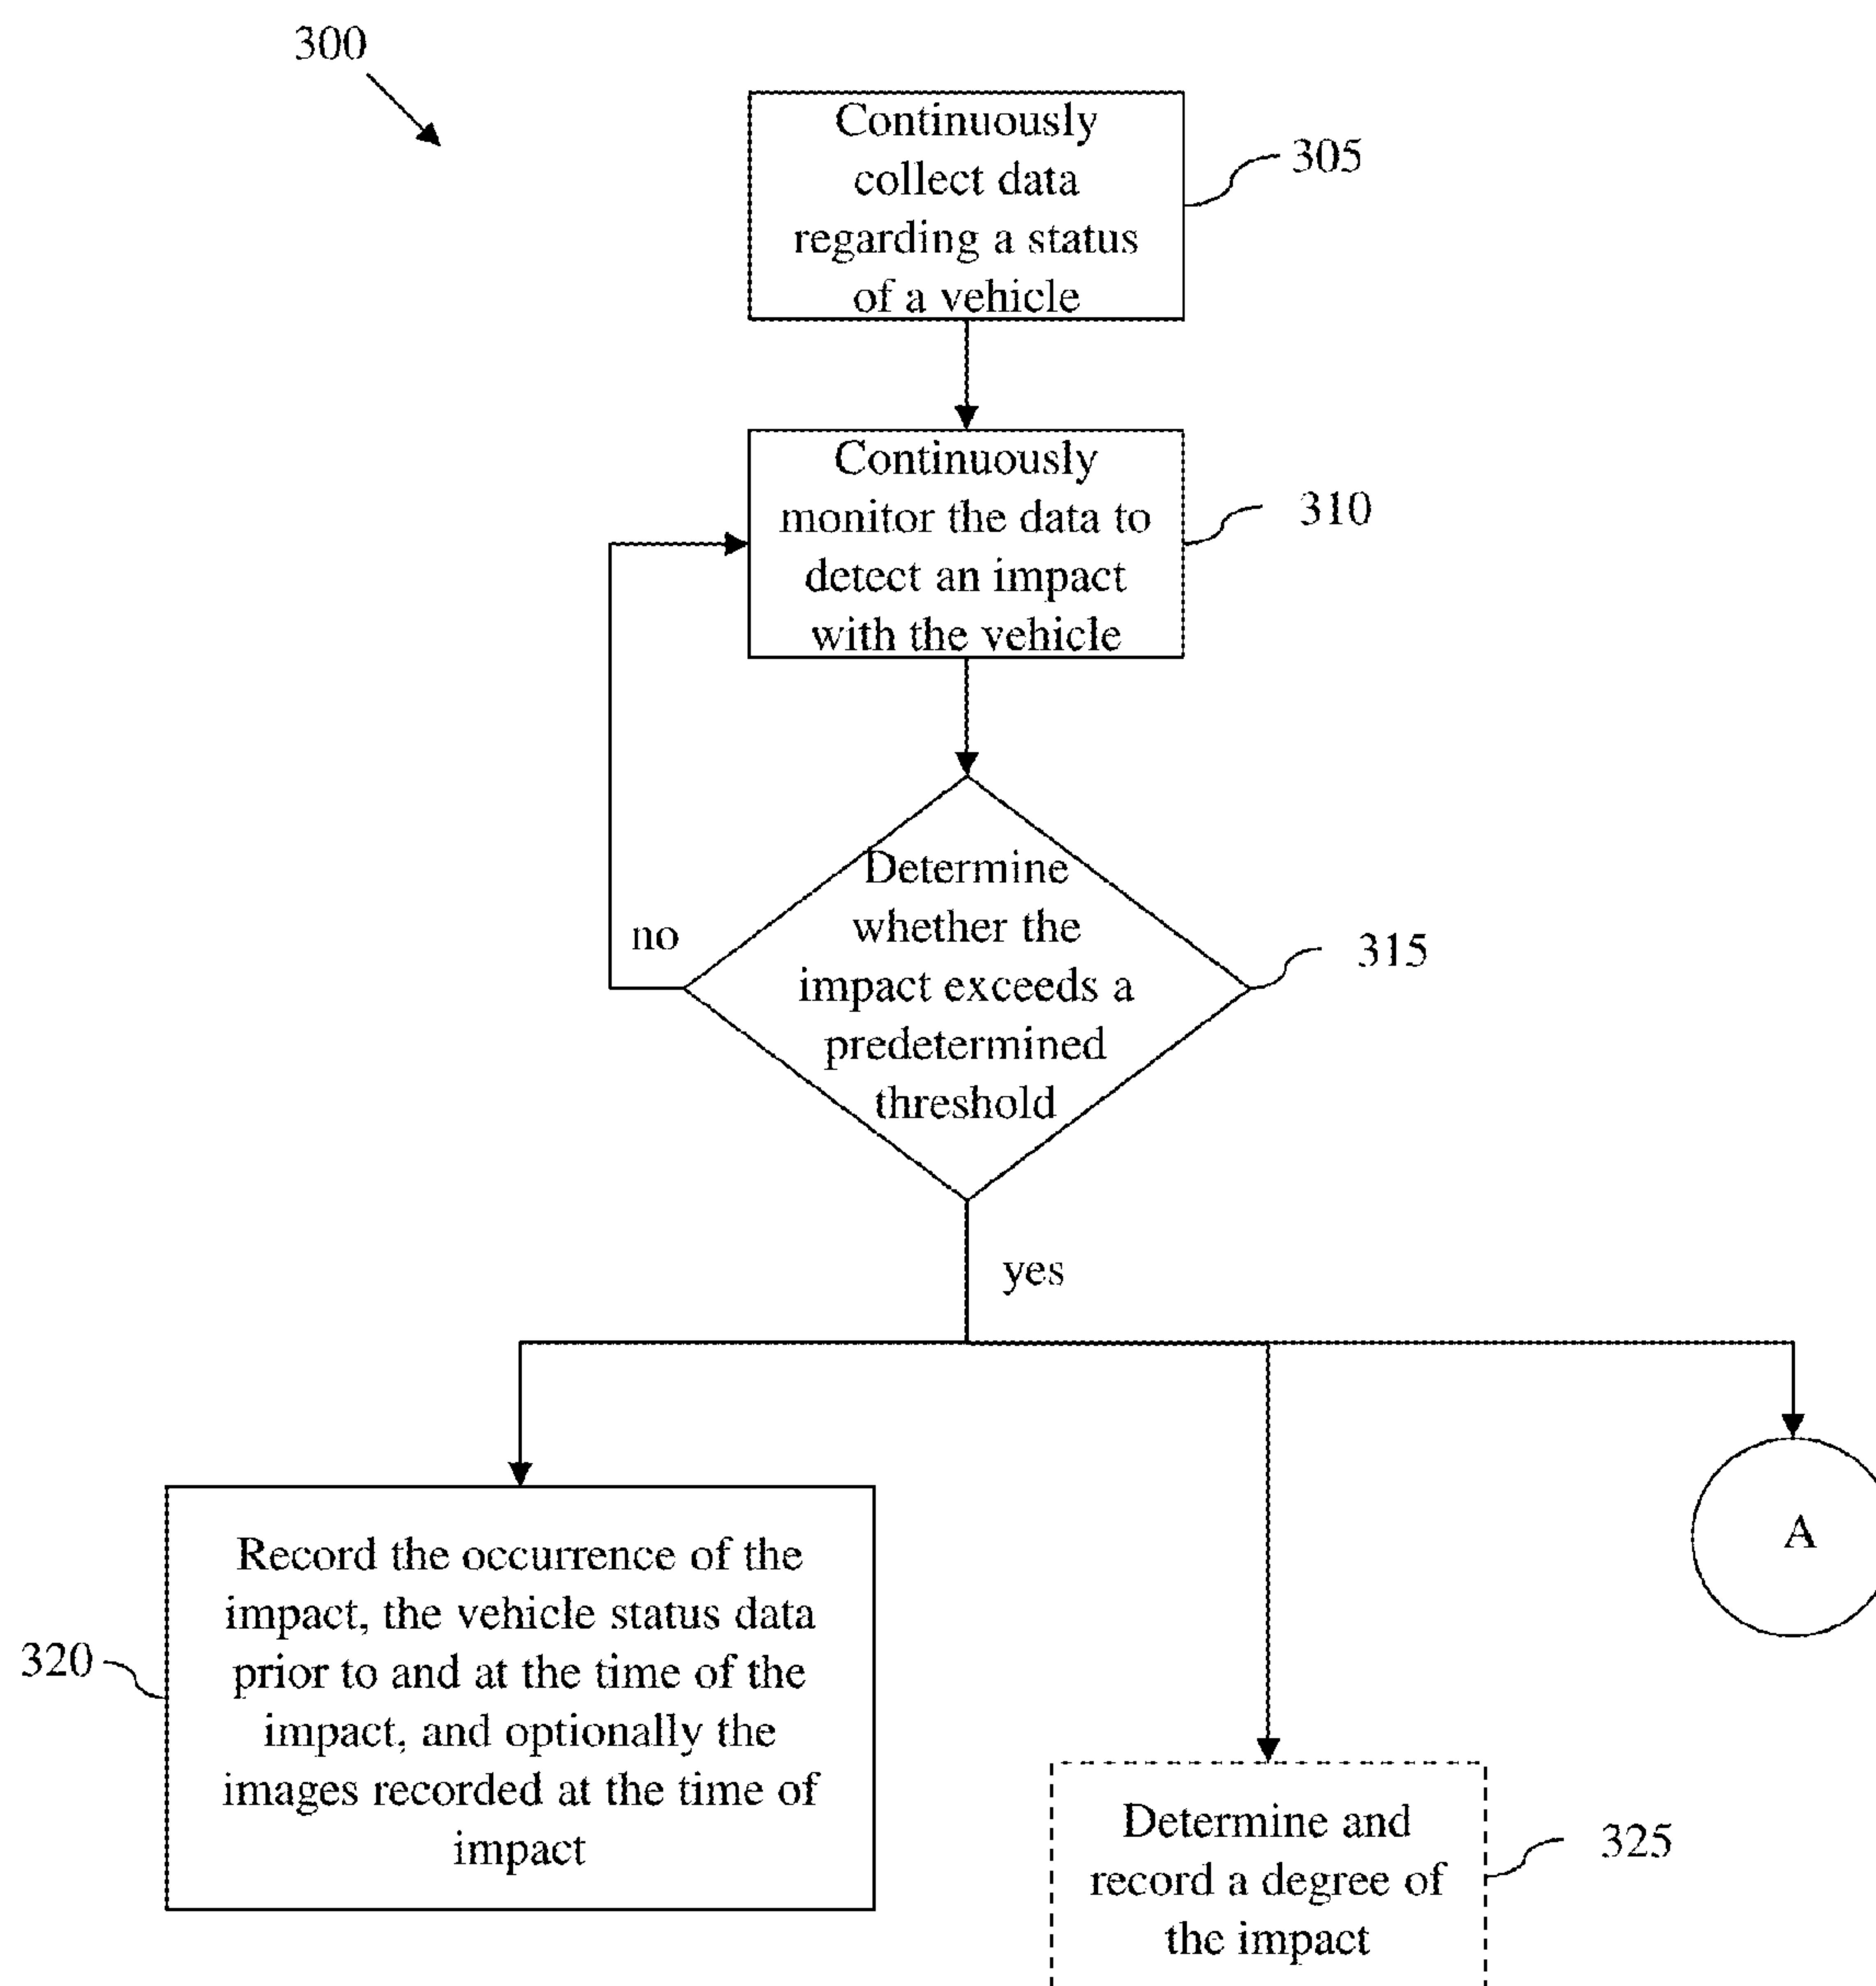 300
Continuously
collect data
regarding a status
of a vehicle
305
Continuously
monitor the data to
detect an impact
with the vehicle
310
Determine
whether the
impact exceeds a
predetermined
threshold
315
no
yes
Record the occurrence of the
impact, the vehicle status data
prior to and at the time of the
impact, and optionally the
images recorded at the time of
impact
320
Determine and
record a degree of
the impact
325
A